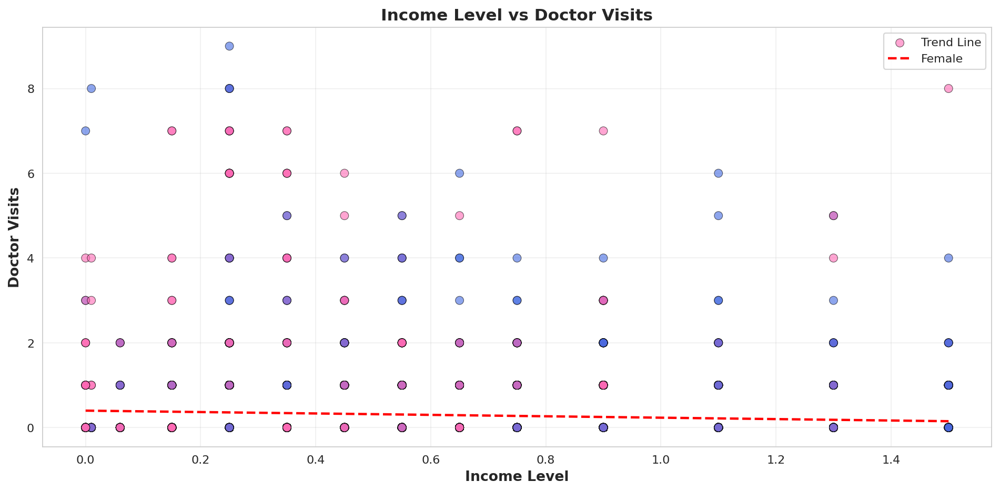 Income Level vs Doctor Visits
Trend Line
Female
8
6
4
2
0
Doctor Visits
0.0 0.2 0.4 0.6 0.8 1.0 1.2 1.4
Income Level